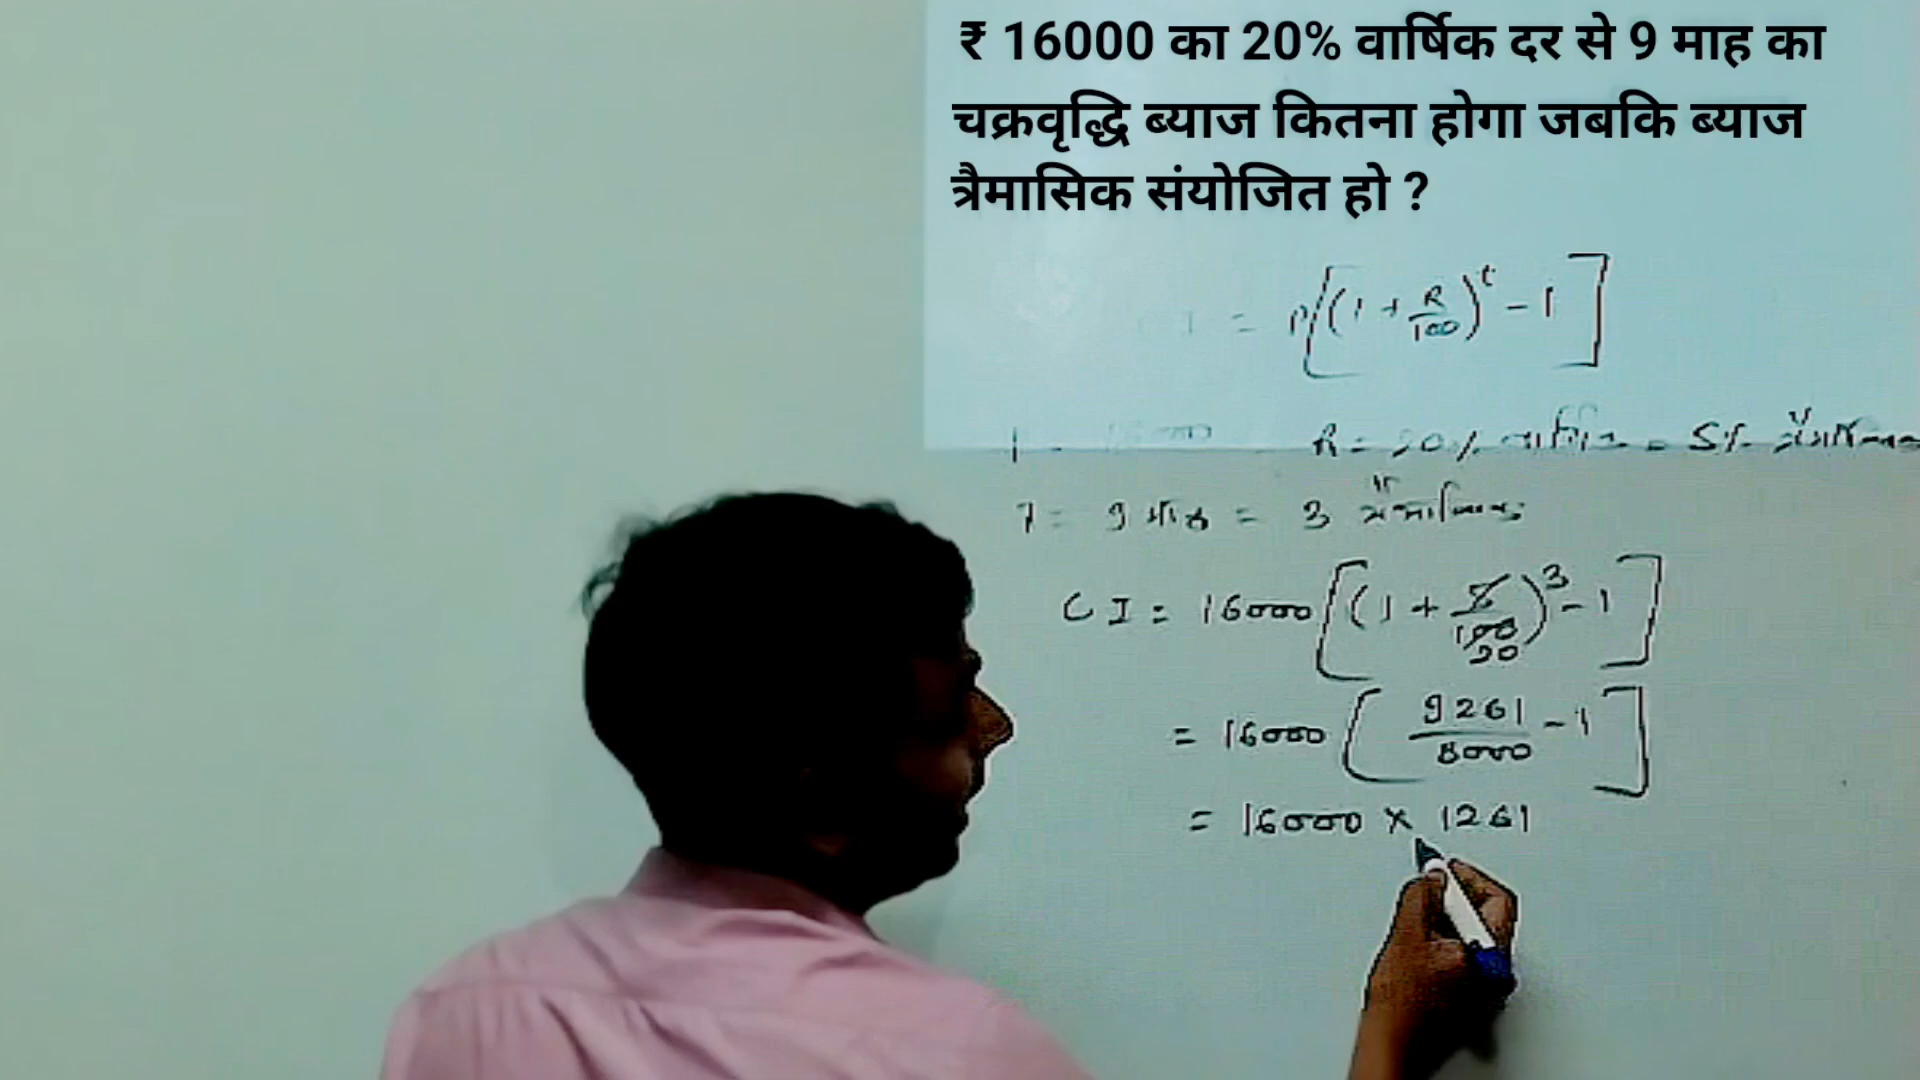 ₹ 16000 का 20% वार्षिक दर से 9 माह का
चक्रवृद्धि ब्याज कितना होगा जबकि ब्याज
त्रैमासिक संयोजित हो ?
CI = P[(1 + R/100)^t - 1]
R = 20% वार्षिक = 5%
T = 9 माह = 3 त्रैमासिक
CI = 16000[(1 + 5/100)^3 - 1]
20
= 16000[9261/8000 - 1]
= 16000 × 1261